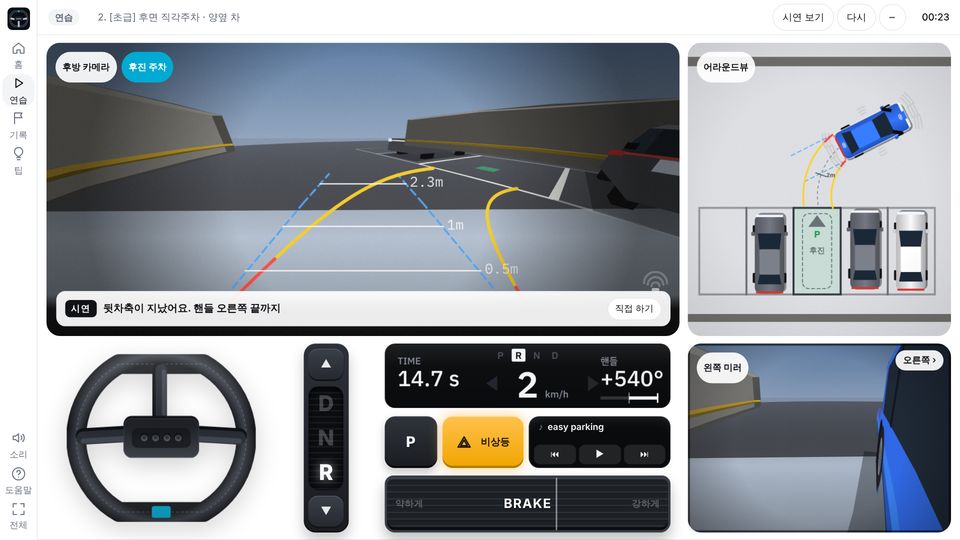 연습
2. [초급] 후면 직각주차 · 양옆 차
시연 보기
다시
–
00:23
홈
연습
기록
팁
소리
도움말
전체
후방 카메라
후진 주차
2.3m
1m
0.5m
시연
뒷차축이 지났어요. 핸들 오른쪽 끝까지
직접 하기
어라운드뷰
2m
P
후진
D
N
R
TIME
14.7 s
P R N D
2 km/h
핸들
+540°
P
비상등
♪ easy parking
약하게
BRAKE
강하게
왼쪽 미러
오른쪽 ›